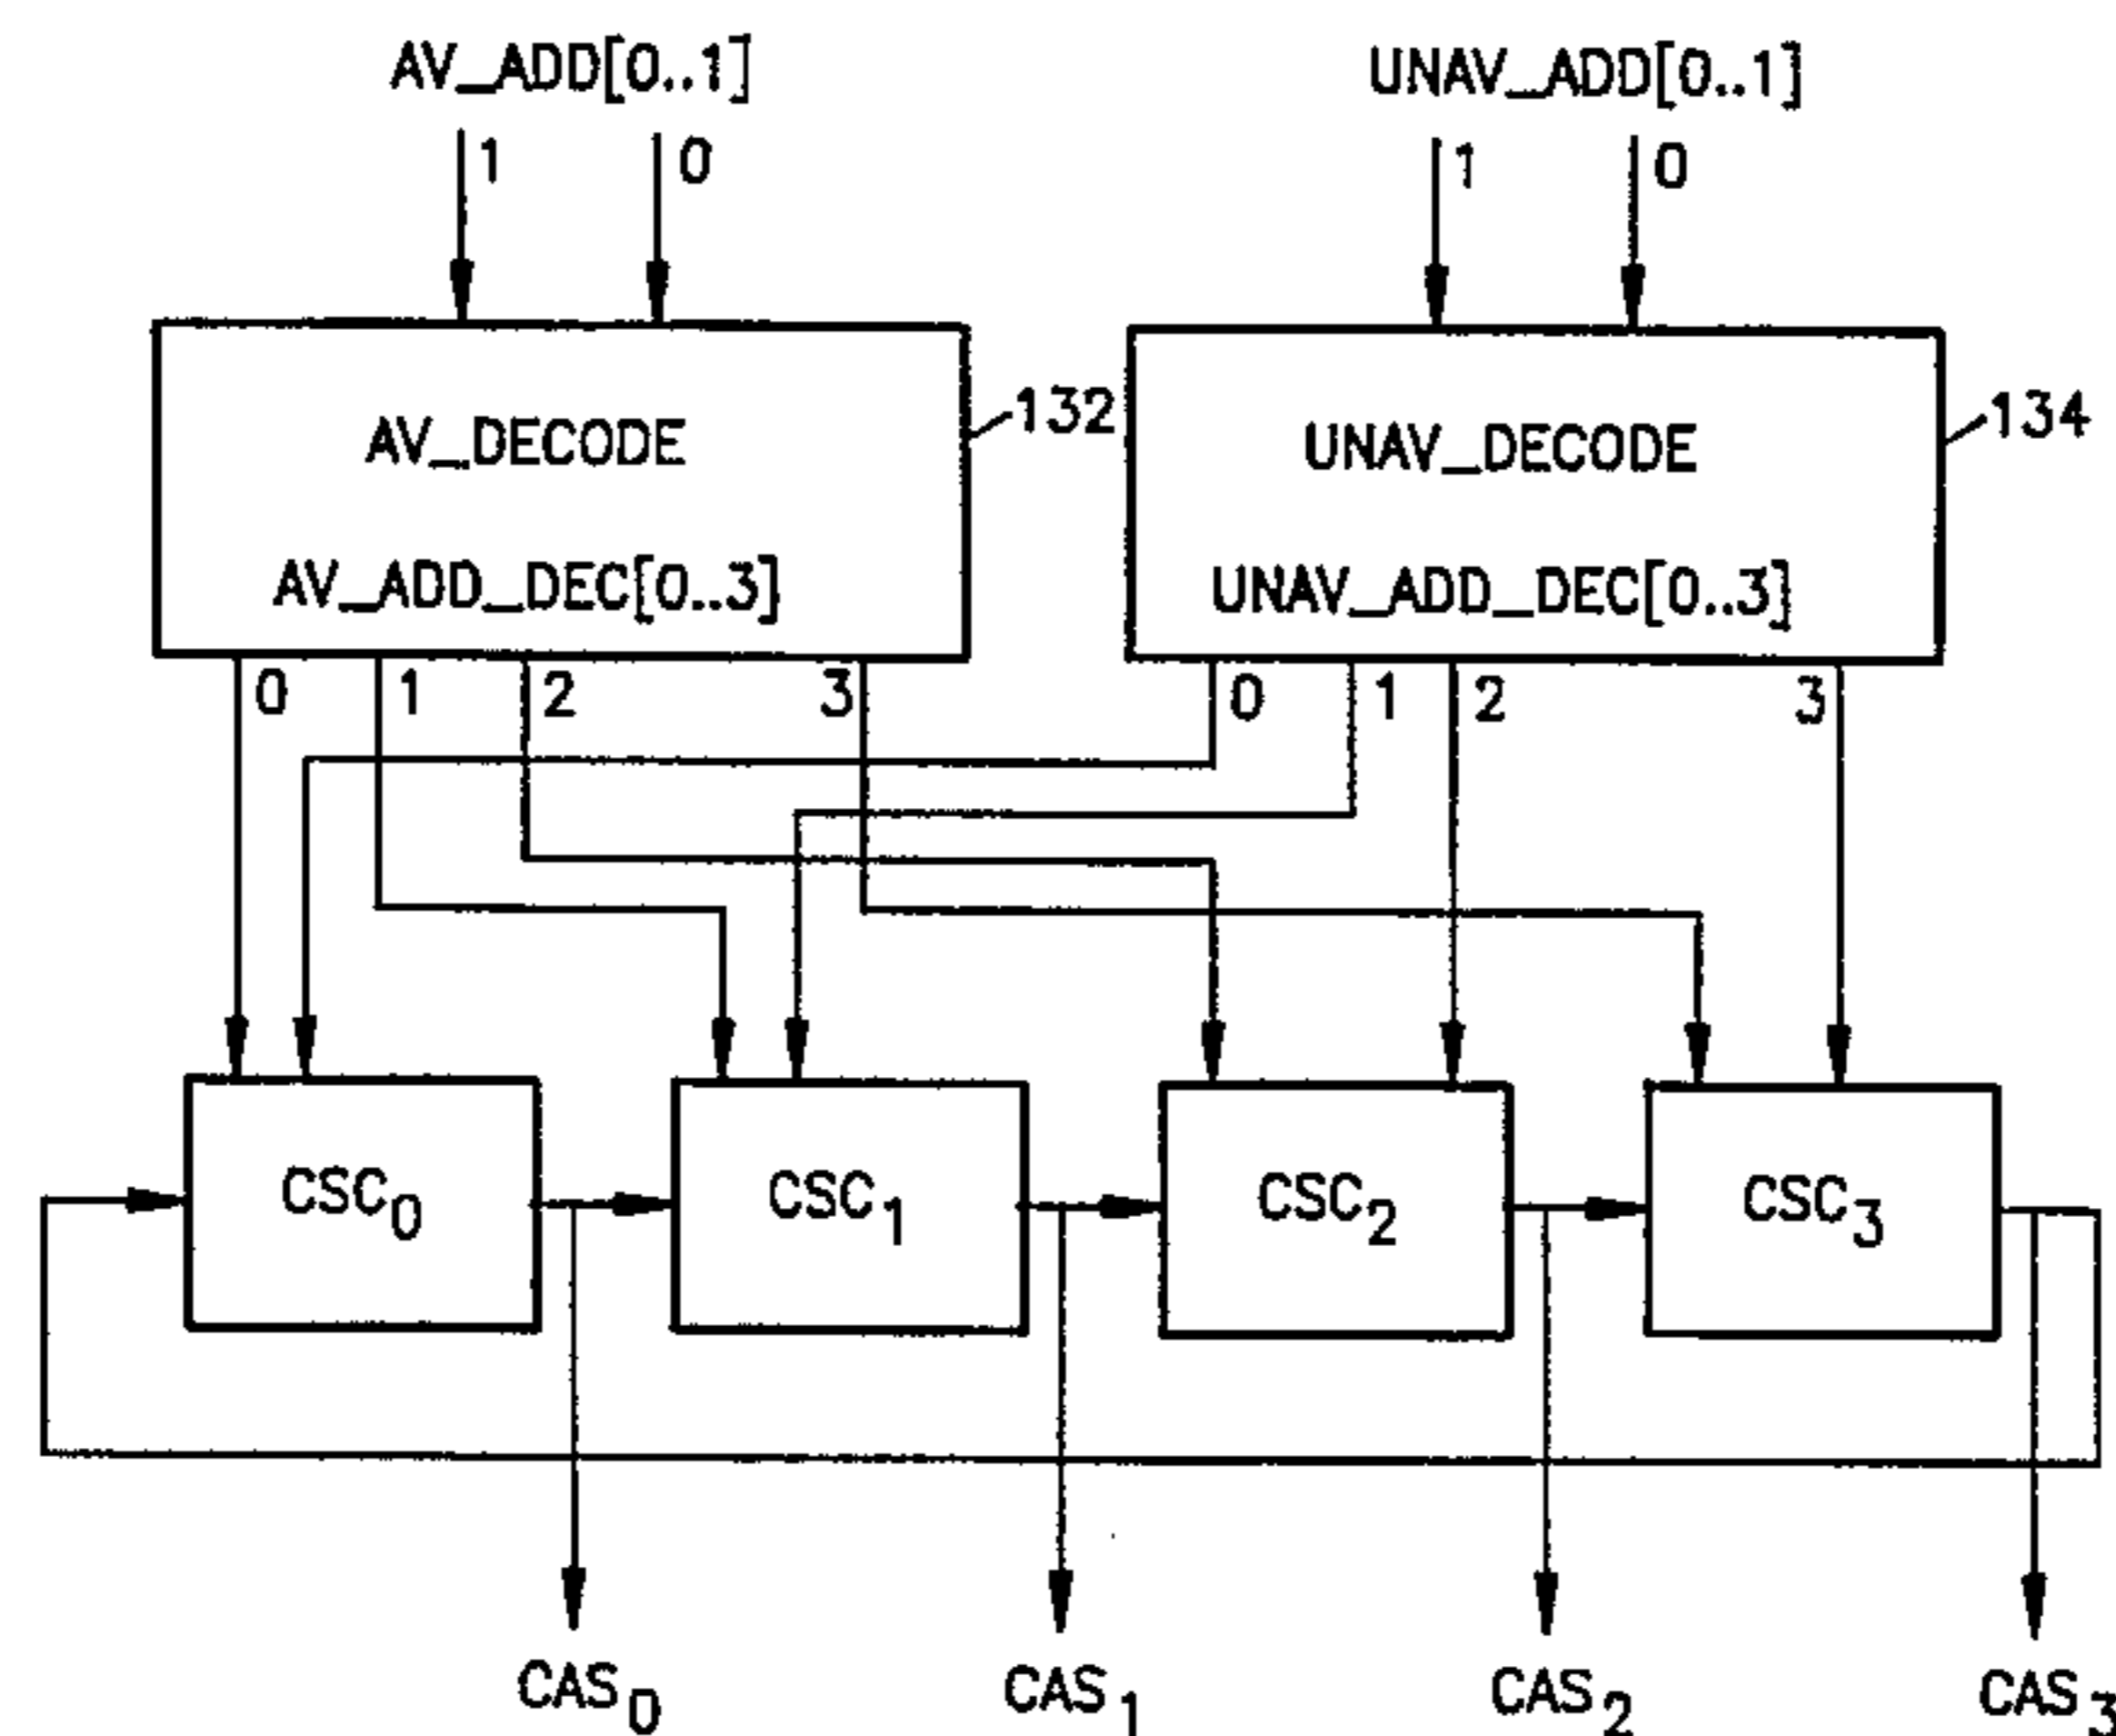 AV_ADD[0..1]
UNAV_ADD[0..1]
1
0
1
0
AV_DECODE
132
UNAV_DECODE
134
AV_ADD_DEC[0..3]
UNAV_ADD_DEC[0..3]
0
1
2
3
0
1
2
3
CSC0
CSC1
CSC2
CSC3
CAS0
CAS1
CAS2
CAS3